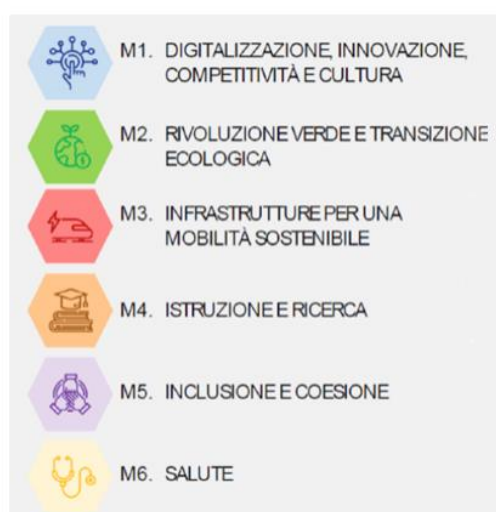 M1. DIGITALIZZAZIONE, INNOVAZIONE,
COMPETITIVITÀ E CULTURA
M2. RIVOLUZIONE VERDE E TRANSIZIONE
ECOLOGICA
M3. INFRASTRUTTURE PER UNA
MOBILITÀ SOSTENIBILE
M4. ISTRUZIONE E RICERCA
M5. INCLUSIONE E COESIONE
M6. SALUTE